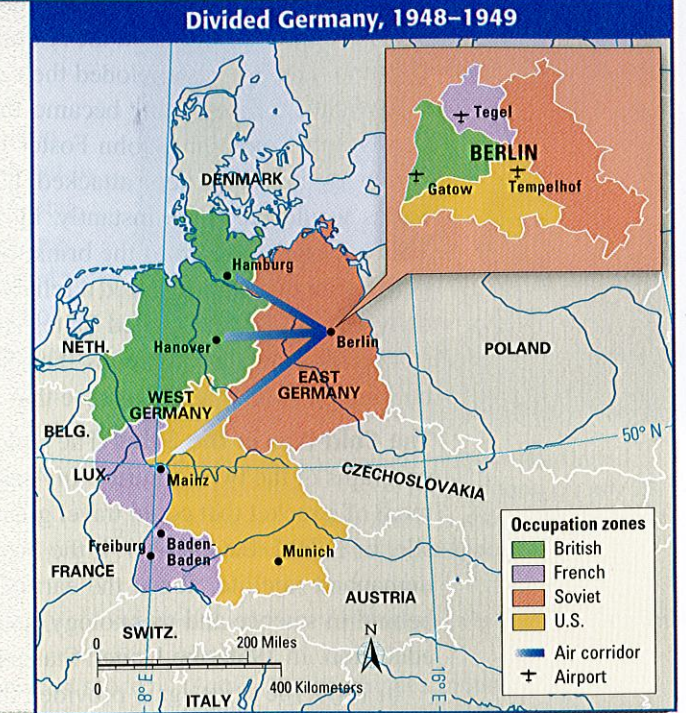 Divided Germany, 1948–1949
DENMARK
Hamburg
NETH.
Hanover
Berlin
POLAND
EAST
GERMANY
WEST
GERMANY
BELG.
50° N
LUX.
Mainz
CZECHOSLOVAKIA
Freiburg
Baden-
Baden
Munich
FRANCE
AUSTRIA
SWITZ.
ITALY
Tegel
BERLIN
Gatow
Tempelhof
Occupation zones
British
French
Soviet
U.S.
Air corridor
Airport
N
0
200 Miles
0
400 Kilometers
8° E
16° E